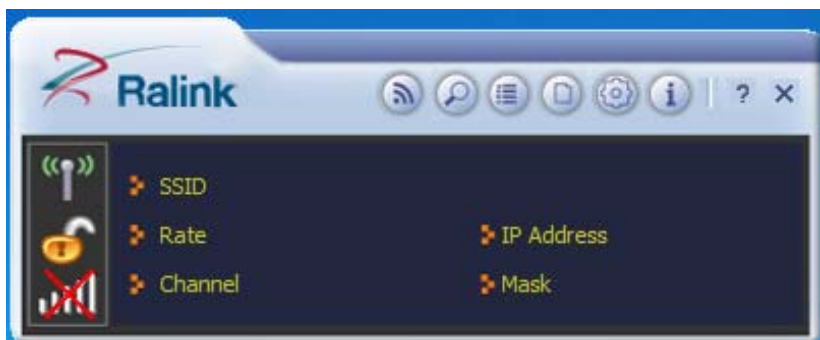 Ralink
i ? ×
SSID
Rate IP Address
Channel Mask